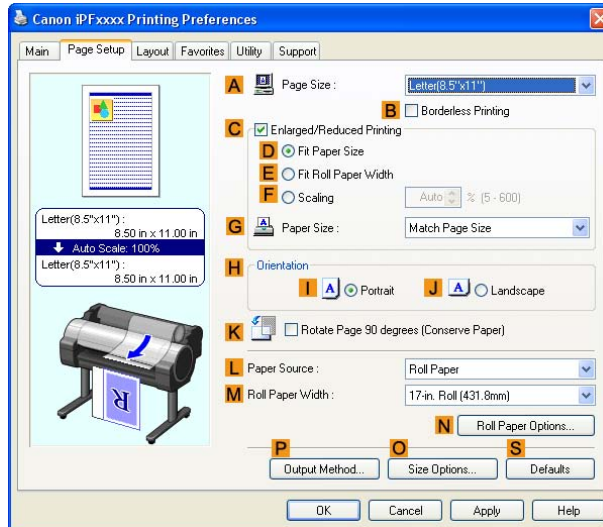 Canon iPFxxxx Printing Preferences
Main Page Setup Layout Favorites Utility Support
A Page Size : Letter(8.5"x11")
B Borderless Printing
C Enlarged/Reduced Printing
D Fit Paper Size
E Fit Roll Paper Width
F Scaling Auto % (5 - 600)
Letter(8.5"x11") :
8.50 in x 11.00 in
Auto Scale: 100%
Letter(8.5"x11") :
8.50 in x 11.00 in
G Paper Size : Match Page Size
H Orientation
I A Portrait J A Landscape
K Rotate Page 90 degrees (Conserve Paper)
L Paper Source : Roll Paper
M Roll Paper Width : 17-in. Roll (431.8mm)
R
N Roll Paper Options...
P O S
Output Method... Size Options... Defaults
OK Cancel Apply Help